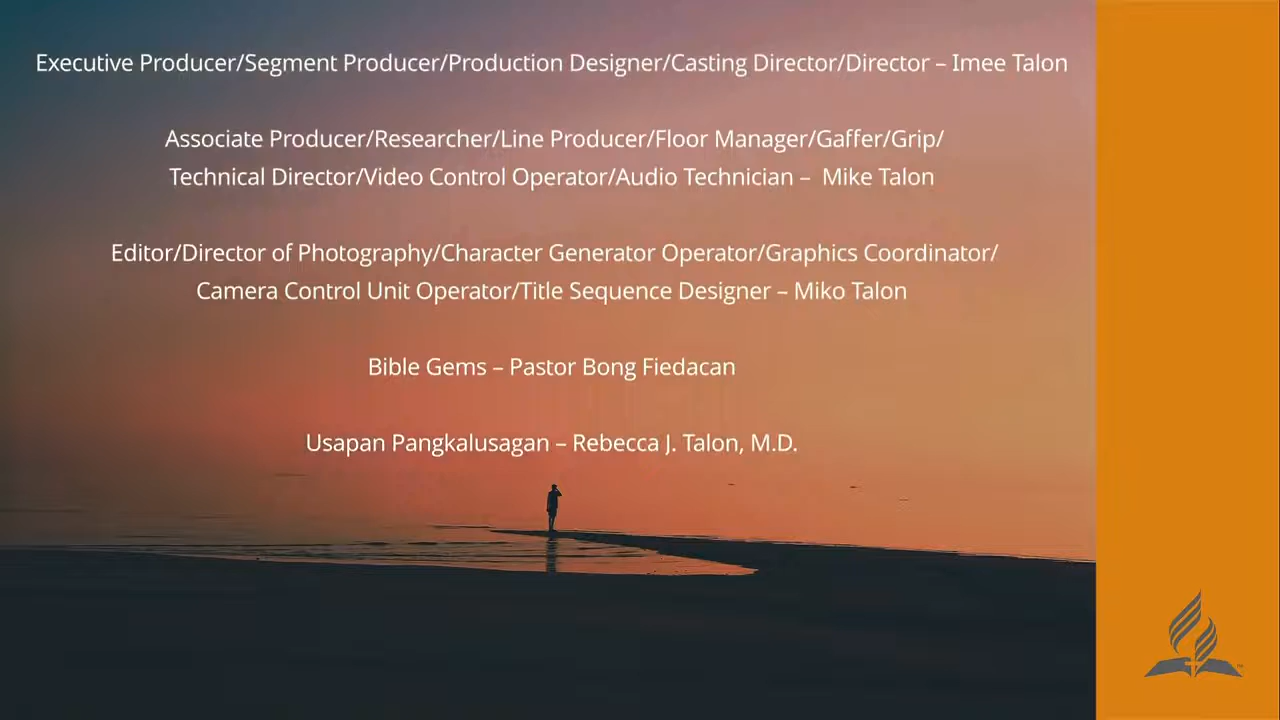 Executive Producer/Segment Producer/Production Designer/Casting Director/Director – Imee Talon
Associate Producer/Researcher/Line Producer/Floor Manager/Gaffer/Grip/
Technical Director/Video Control Operator/Audio Technician – Mike Talon
Editor/Director of Photography/Character Generator Operator/Graphics Coordinator/
Camera Control Unit Operator/Title Sequence Designer – Miko Talon
Bible Gems – Pastor Bong Fiedacan
Usapan Pangkalusagan – Rebecca J. Talon, M.D.